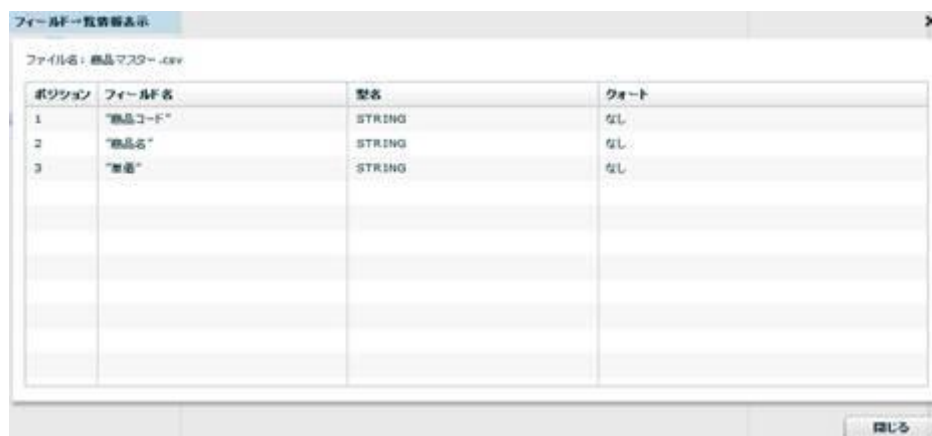 フィールド一覧情報表示
ファイル名: 商品マスター.csv
ポジション フィールド名 型名 クォート
1 "商品コード" STRING なし
2 "商品名" STRING なし
3 "単価" STRING なし
閉じる